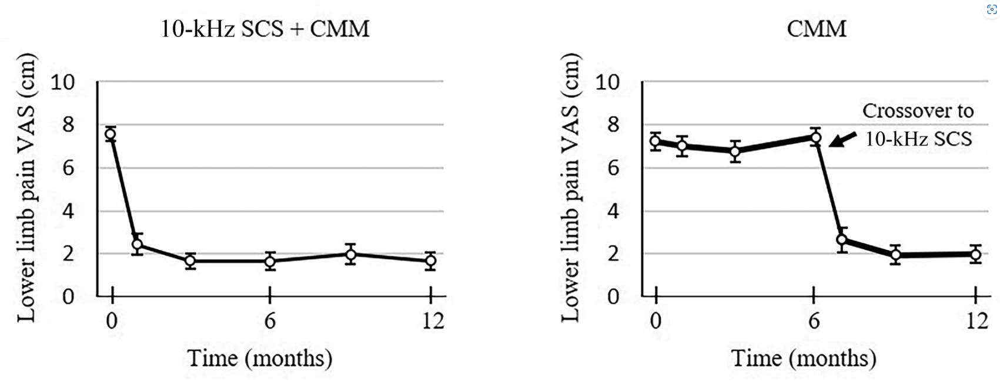 10-kHz SCS + CMM
Lower limb pain VAS (cm)
10
8
6
4
2
0
0 6 12
Time (months)
CMM
Lower limb pain VAS (cm)
10
8
6
4
2
0
Crossover to
10-kHz SCS
0 6 12
Time (months)